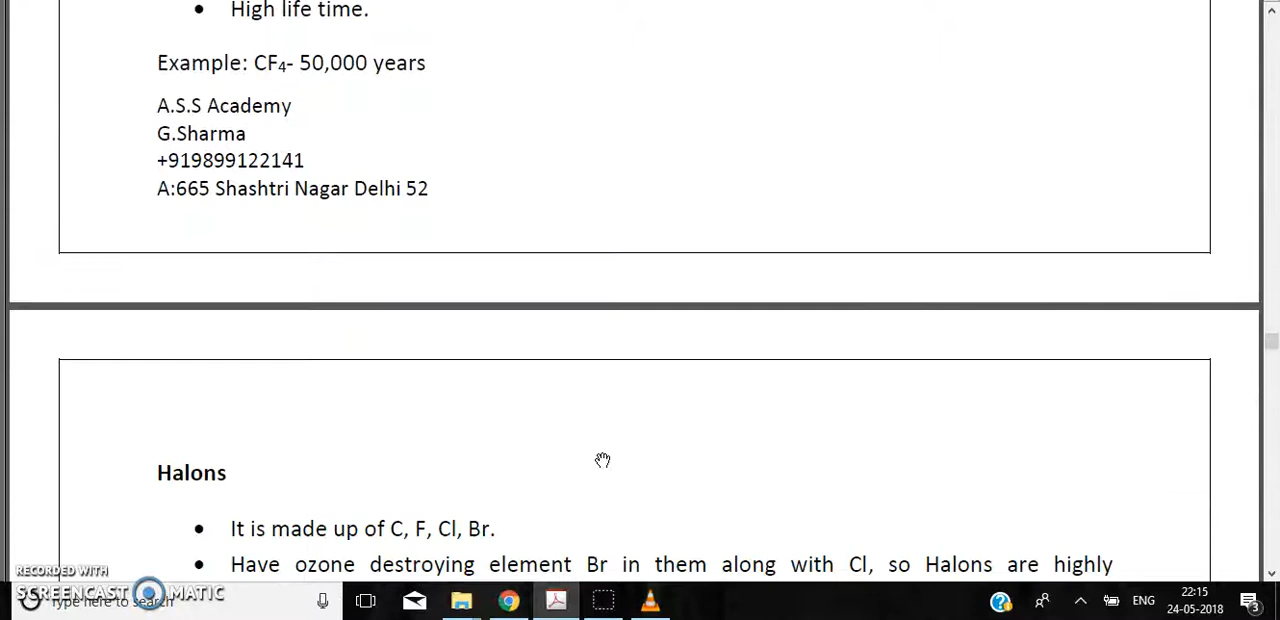 • High life time.
Example: CF₄- 50,000 years
A.S.S Academy
G.Sharma
+919899122141
A:665 Shashtri Nagar Delhi 52
Halons
• It is made up of C, F, Cl, Br.
• Have ozone destroying element Br in them along with Cl, so Halons are highly
RECORDED WITH
SCREENCAST MATIC
Type here to search
ENG
22:15
24-05-2018
3